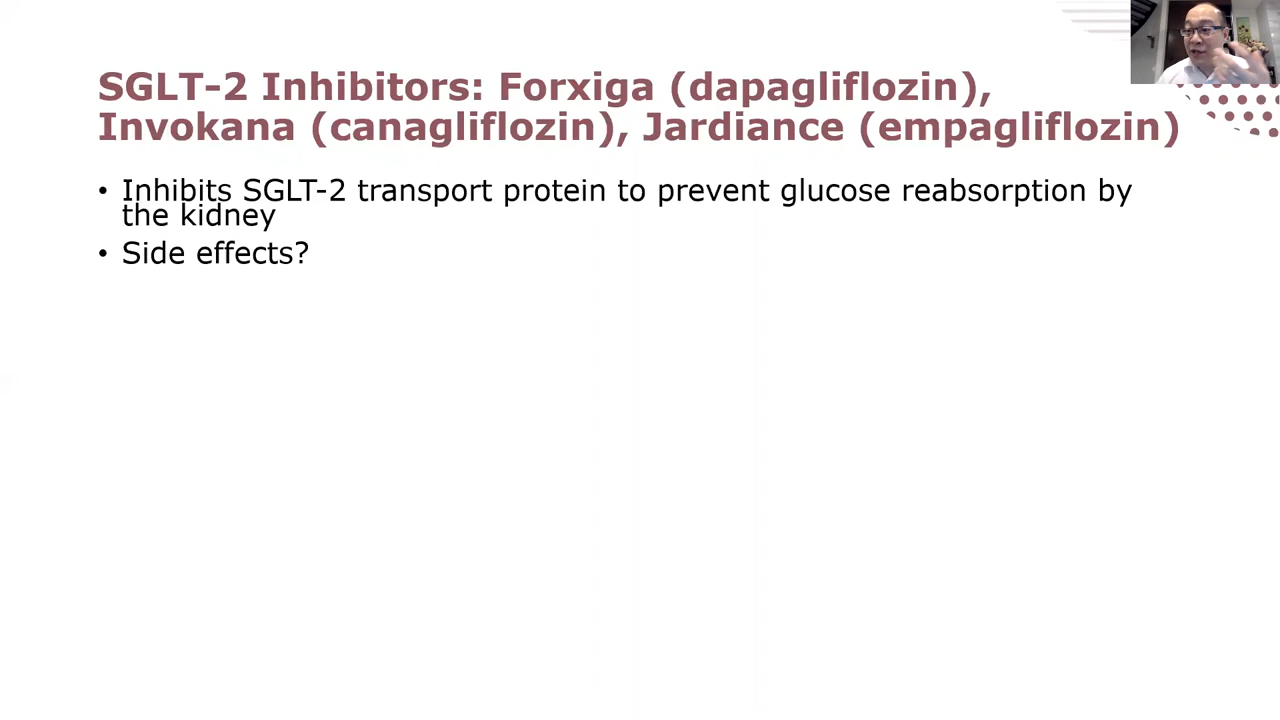 SGLT-2 Inhibitors: Forxiga (dapagliflozin),
Invokana (canagliflozin), Jardiance (empagliflozin)
• Inhibits SGLT-2 transport protein to prevent glucose reabsorption by
the kidney
• Side effects?